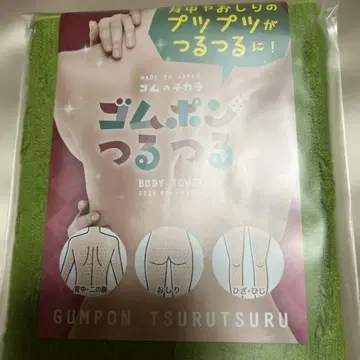 背中やおしりの
プツプツが
つるつるに!
MADE IN JAPAN
ゴムのチカラ
ゴムポン
つるつる
BODY TOWEL
背中・二の腕
おしり
ひざ・ひじ
GUMPON TSURUTSURU